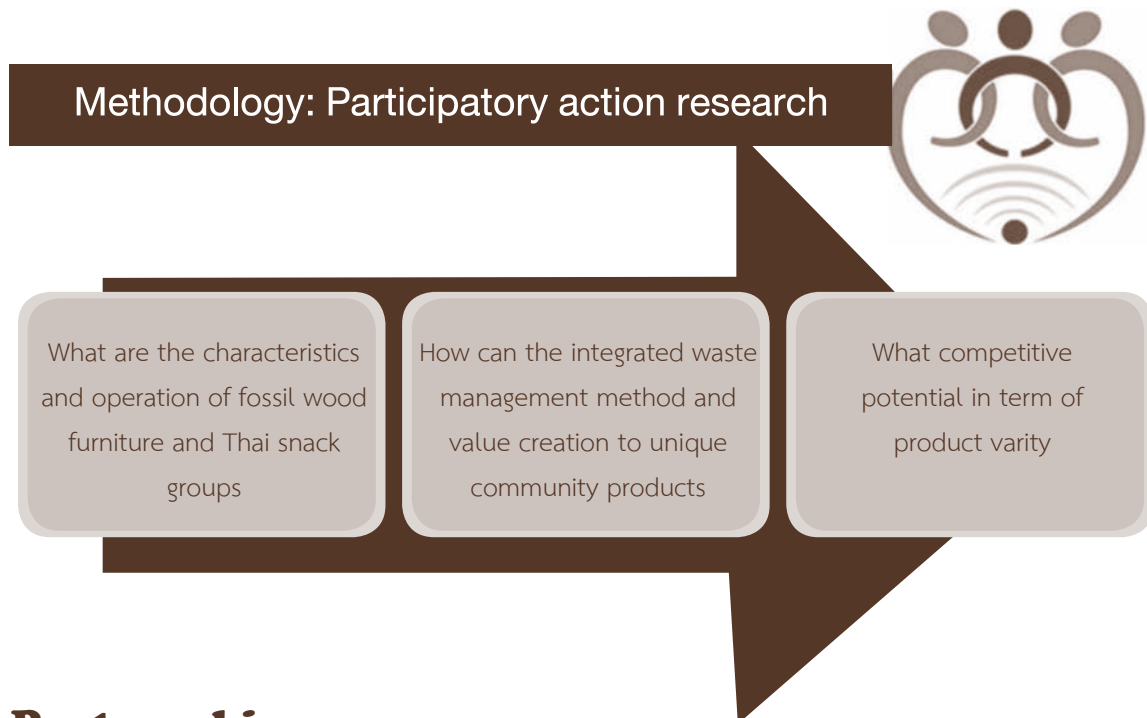 Methodology: Participatory action research
What are the characteristics
and operation of fossil wood
furniture and Thai snack
groups
How can the integrated waste
management method and
value creation to unique
community products
What competitive
potential in term of
product varity